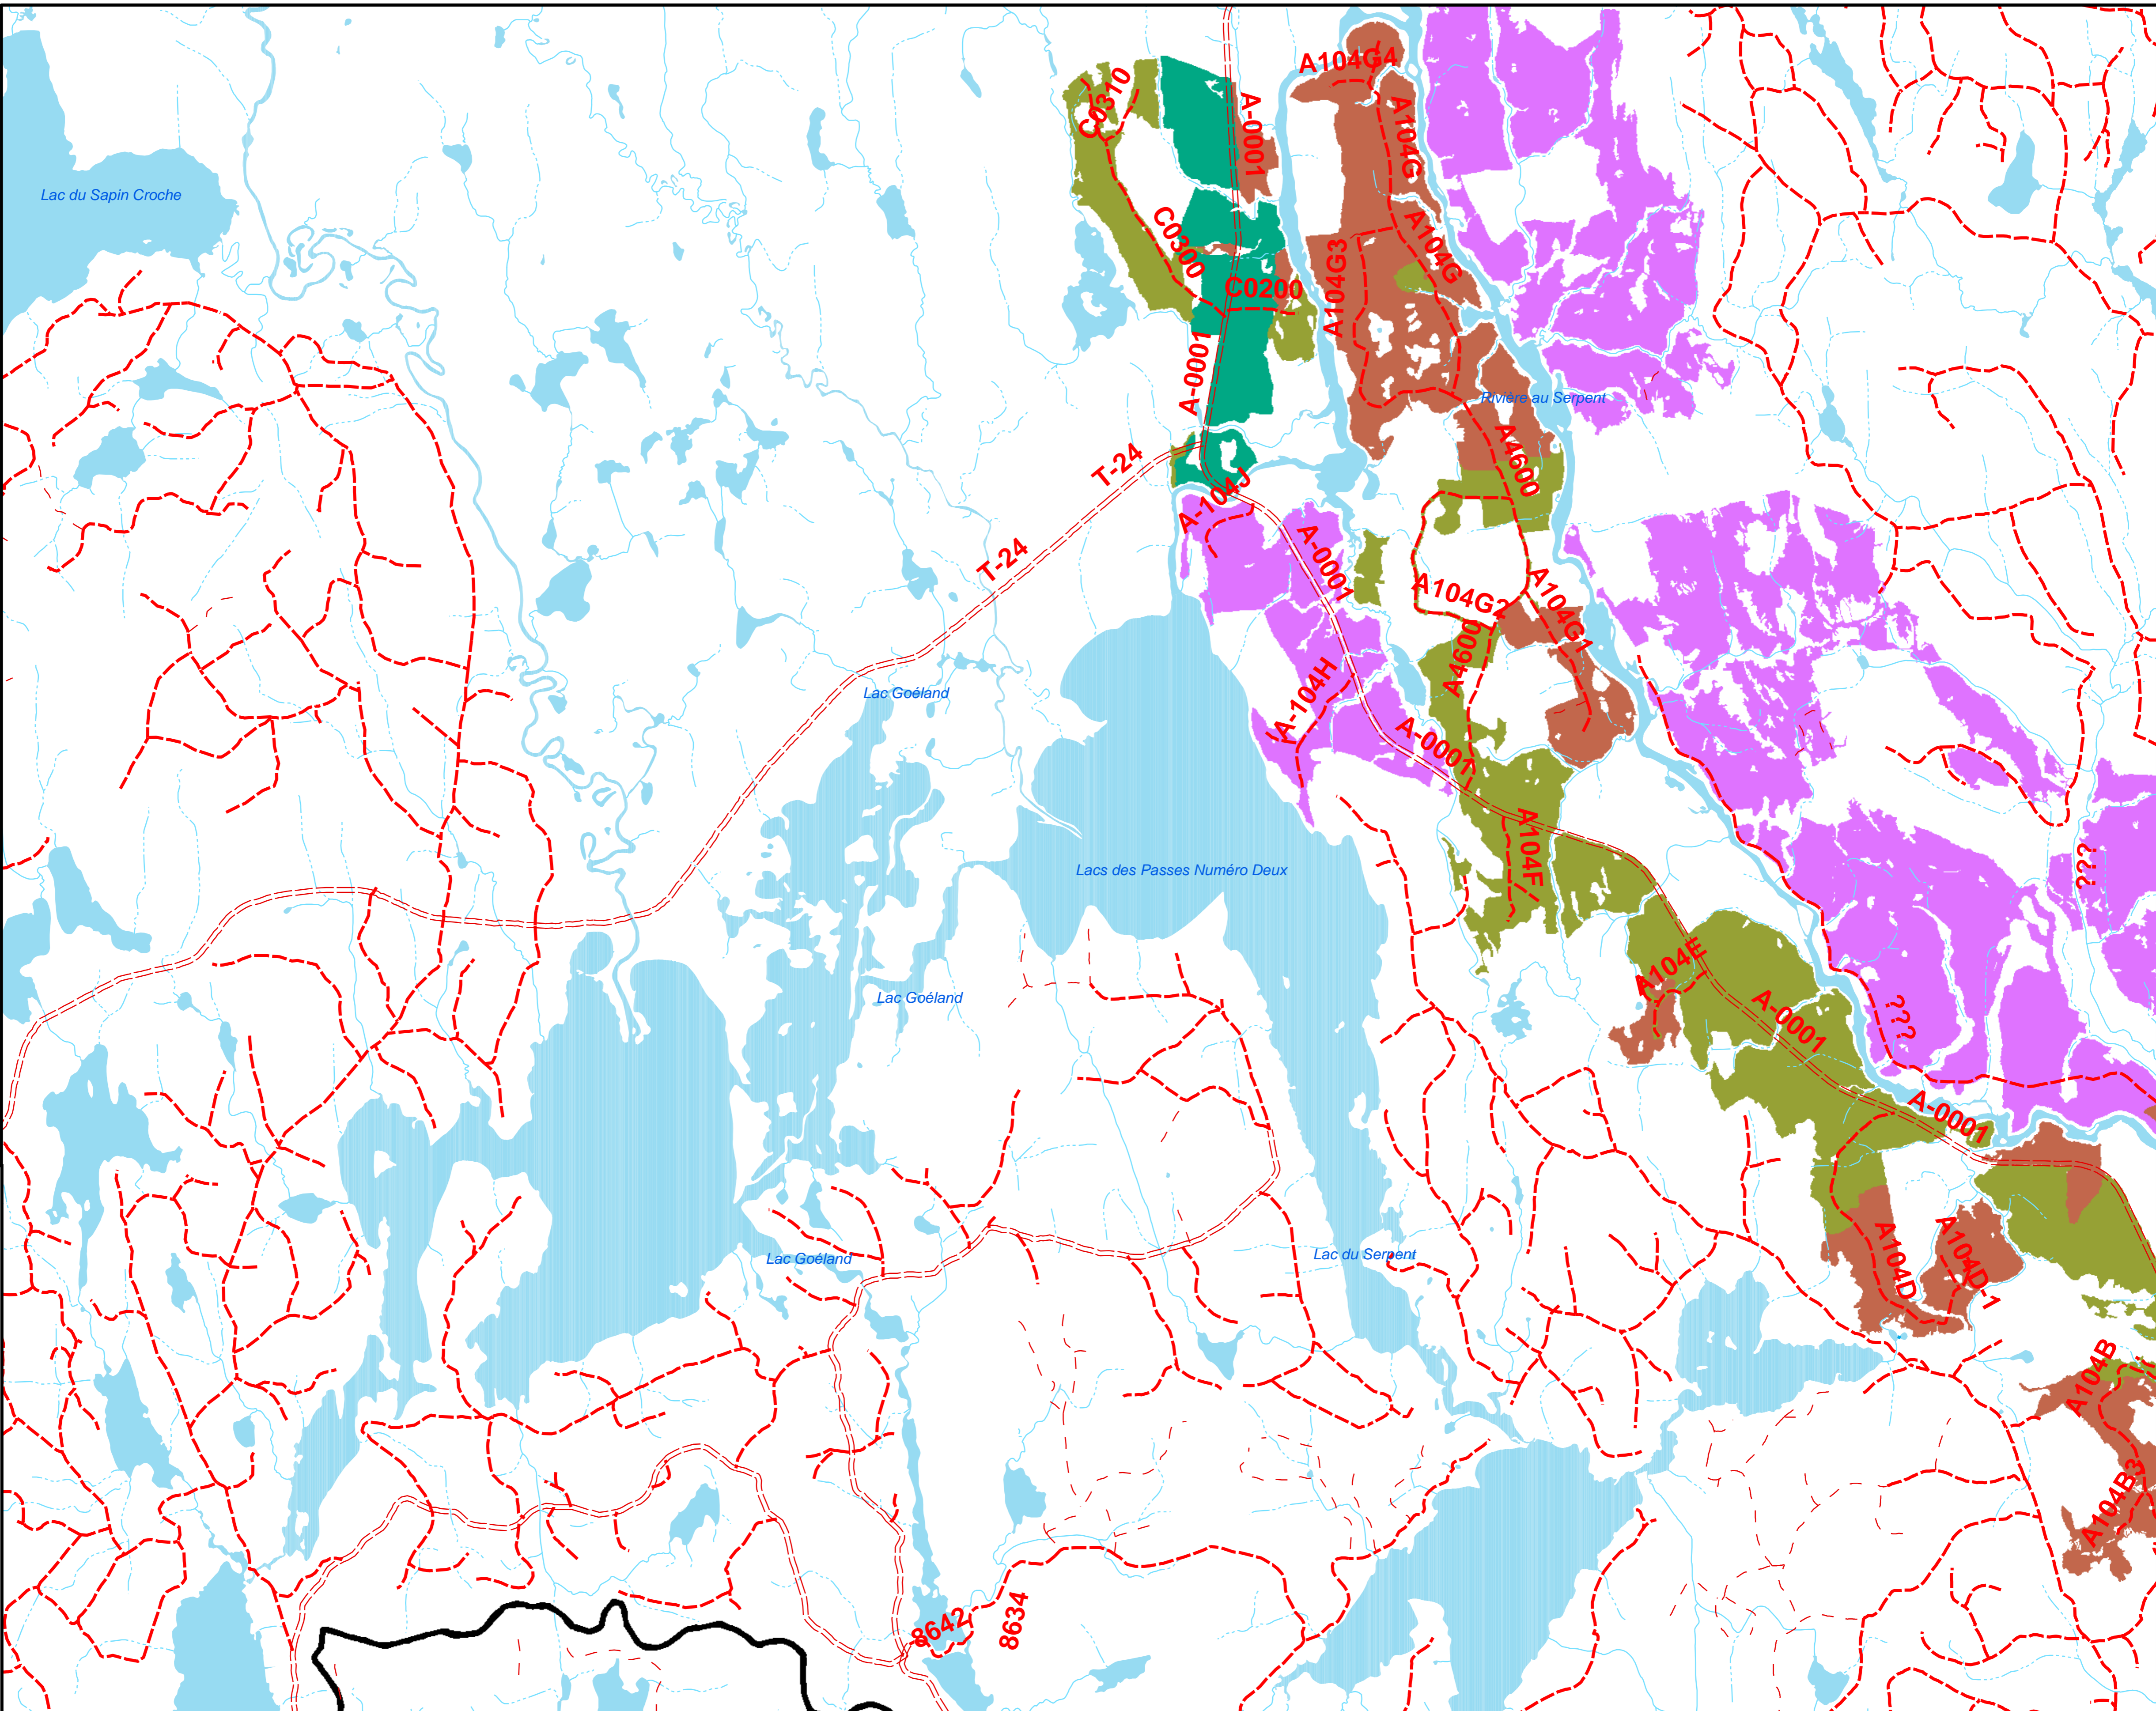 A104G4
C0310
A-0001
A104G
Lac du Sapin Croche
C0300
A104G
A104G3
C0200
A-0001
Rivière au Serpent
A4600
T-24
A-104J
T-24
A-0001
A104G2
A104G1
A4600
Lac Goéland
A-104H
A-0001
A104F
???
Lacs des Passes Numéro Deux
A104E
Lac Goéland
A-0001
???
A-0001
Lac Goéland
Lac du Serpent
A104D
A104D-1
A104B
A104B3
8642
8634